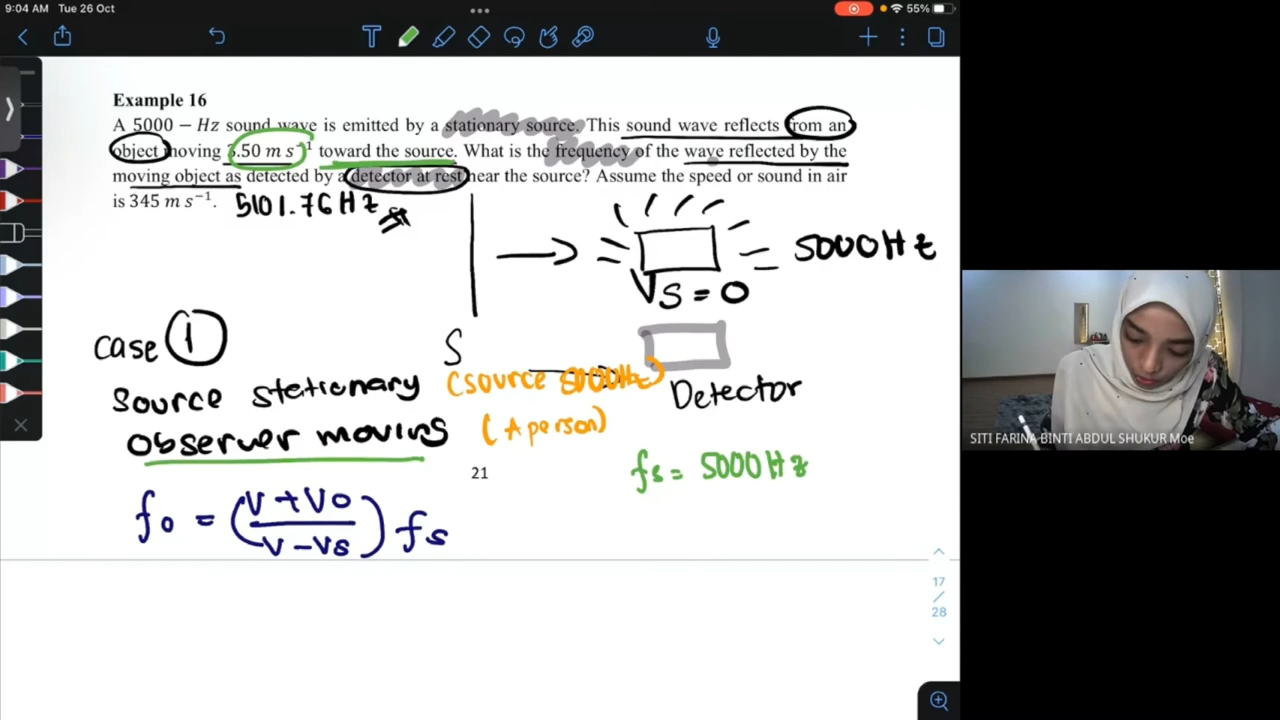 9:04 AM Tue 26 Oct
55%
Example 16
A 5000 − Hz sound wave is emitted by a stationary source. This sound wave reflects from an
object moving 3.50 m s⁻¹ toward the source. What is the frequency of the wave reflected by the
moving object as detected by a detector at rest near the source? Assume the speed or sound in air
is 345 m s⁻¹. 5101.76 Hz
5000Hz
Vs = 0
case 1
S
Source stationary (source 5000Hz)
Detector
observer moving (A person)
fs = 5000Hz
21
fo = (V + Vo / V - Vs) fs
17
/
28
SITI FARINA BINTI ABDUL SHUKUR Moe